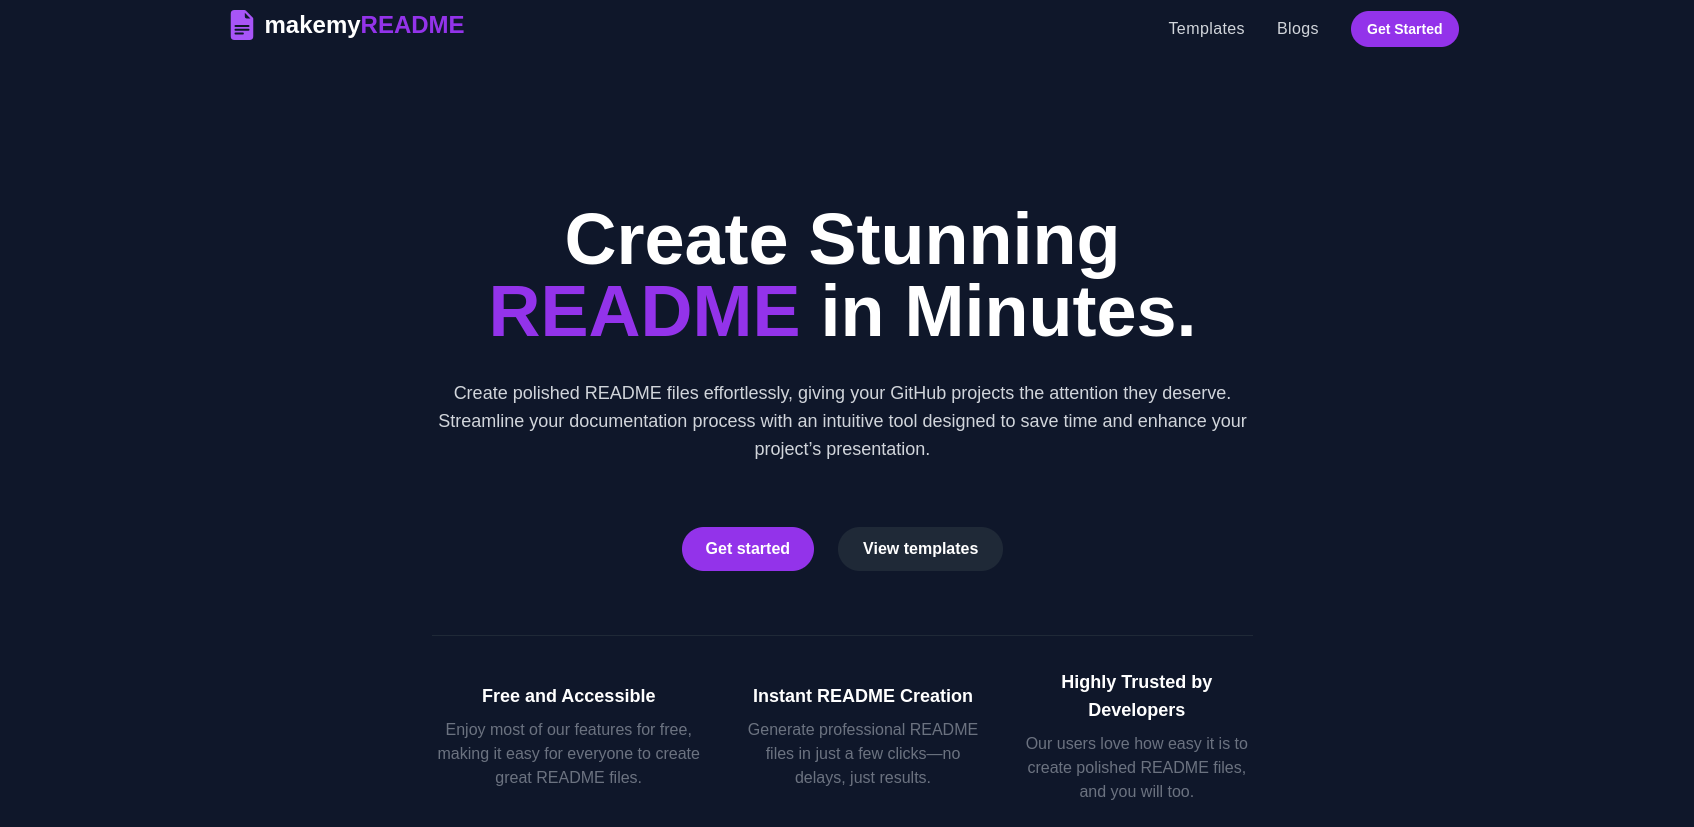 makemyREADME
Templates
Blogs
Get Started
Create Stunning
README in Minutes.
Create polished README files effortlessly, giving your GitHub projects the attention they deserve.
Streamline your documentation process with an intuitive tool designed to save time and enhance your
project’s presentation.
Get started
View templates
Free and Accessible
Enjoy most of our features for free,
making it easy for everyone to create
great README files.
Instant README Creation
Generate professional README
files in just a few clicks—no
delays, just results.
Highly Trusted by
Developers
Our users love how easy it is to
create polished README files,
and you will too.